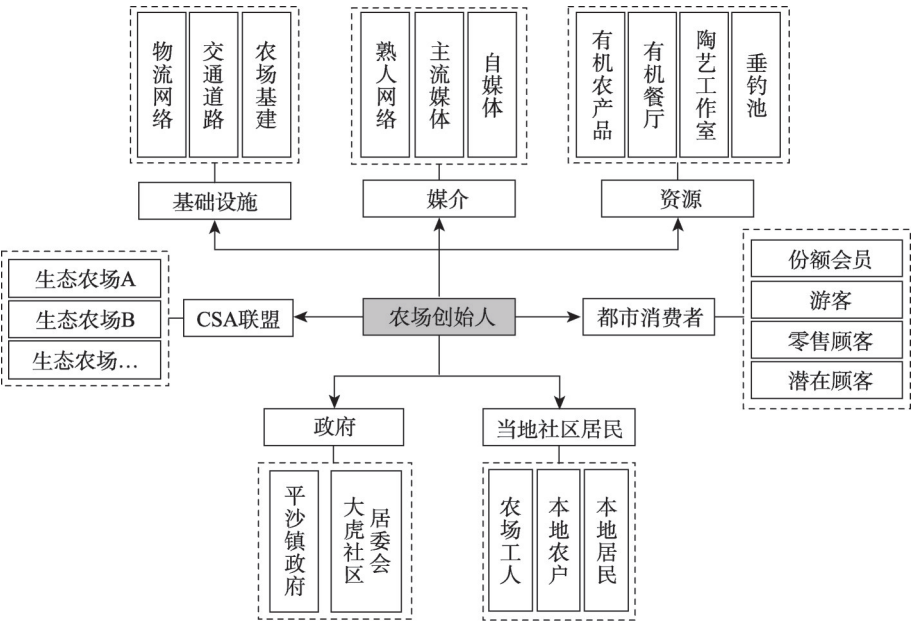 物流网络
交通道路
农场基建
熟人网络
主流媒体
自媒体
有机农产品
有机餐厅
陶艺工作室
垂钓池
基础设施
媒介
资源
生态农场A
生态农场B
生态农场…
CSA联盟
农场创始人
都市消费者
份额会员
游客
零售顾客
潜在顾客
政府
当地社区居民
平沙镇政府
大虎社区
居委会
农场工人
本地农户
本地居民